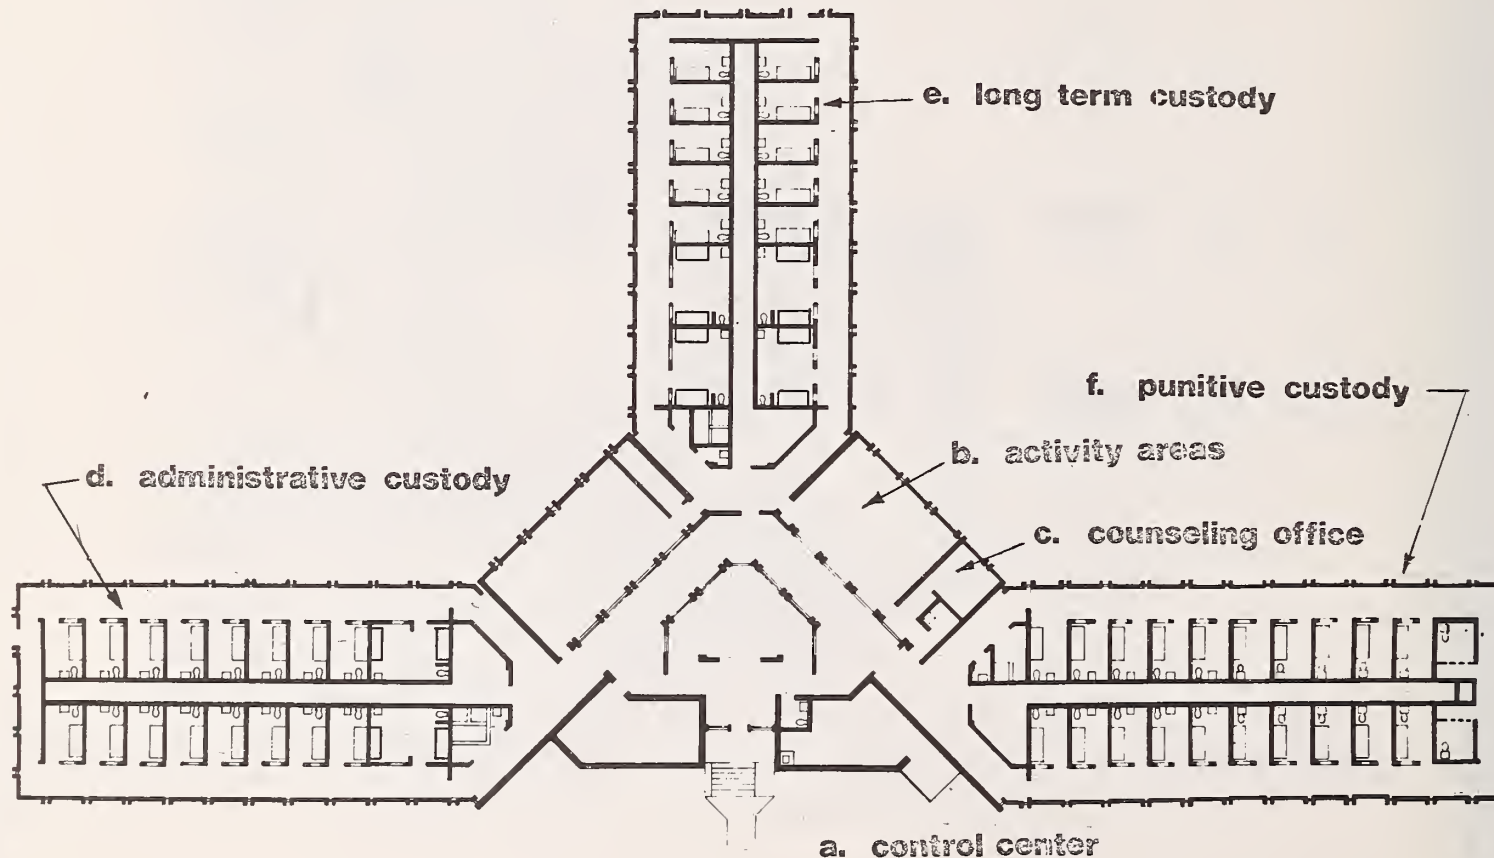 e. long term custody
f. punitive custody
b. activity areas
d. administrative custody
c. counseling office
a. control center